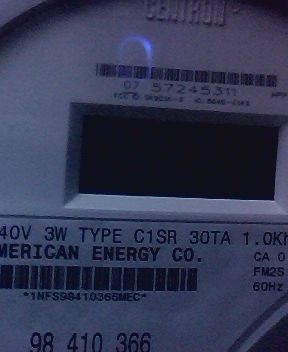 CENTRON®
07 57245311
40V 3W TYPE C1SR 30TA 1.0Kh
MERICAN ENERGY CO.
CA 0
FM2S
60Hz
*1NFS98410366MEC*
98 410 366